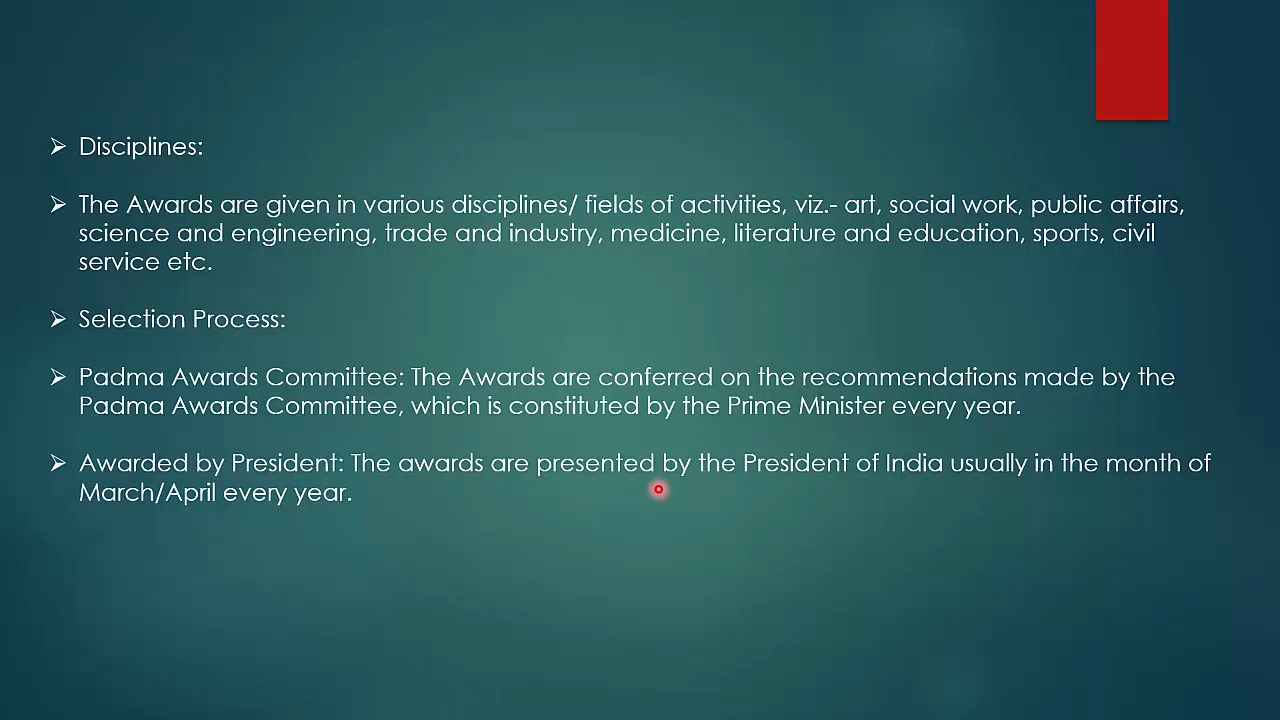 ➢ Disciplines:
➢ The Awards are given in various disciplines/ fields of activities, viz.- art, social work, public affairs,
science and engineering, trade and industry, medicine, literature and education, sports, civil
service etc.
➢ Selection Process:
➢ Padma Awards Committee: The Awards are conferred on the recommendations made by the
Padma Awards Committee, which is constituted by the Prime Minister every year.
➢ Awarded by President: The awards are presented by the President of India usually in the month of
March/April every year.